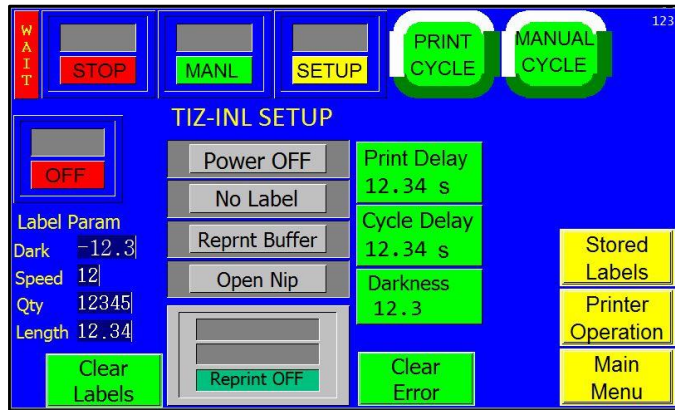 WAIT
STOP
MANL
SETUP
PRINT
CYCLE
MANUAL
CYCLE
123
TIZ-INL SETUP
OFF
Power OFF
No Label
Reprnt Buffer
Open Nip
Print Delay
12.34 s
Cycle Delay
12.34 s
Darkness
12.3
Label Param
Dark -12.3
Speed 12
Qty 12345
Length 12.34
Reprint OFF
Clear
Labels
Clear
Error
Stored
Labels
Printer
Operation
Main
Menu